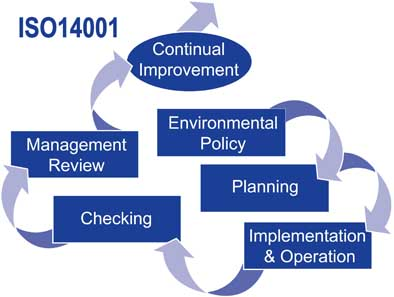 ISO14001
Continual
Improvement
Environmental
Policy
Planning
Implementation
& Operation
Checking
Management
Review